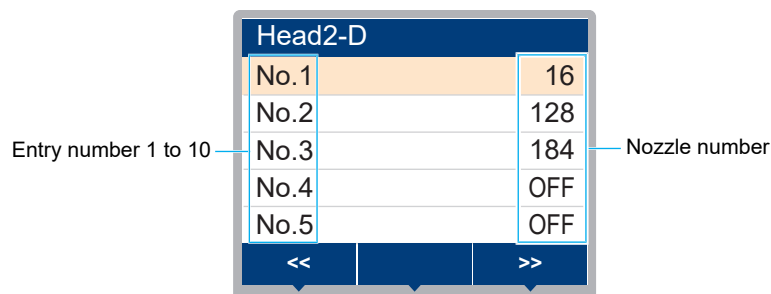 Head2-D
No.1 16
No.2 128
Entry number 1 to 10 No.3 184 Nozzle number
No.4 OFF
No.5 OFF
<< >>